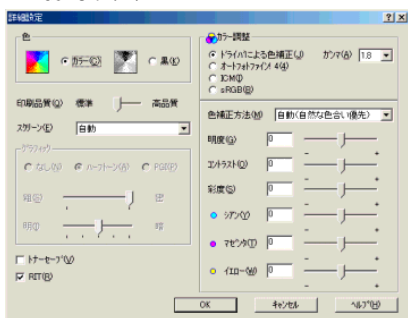 詳細設定
色
カラー(C)
黒(K)
印刷品質(Q) 標準 高品質
スクリーン(E) 自動
グラフィック
なし(N) ハーフトーン(A) RGB(P)
粗(G) 密
明(I) 暗
トナーセーブ(V)
RIT(R)
カラー調整
ドライバによる色補正(J) ガンマ(A) 1.8
オートフォトファイン! 4(4)
ICM(I)
sRGB(B)
色補正方法(M) 自動(自然な色合い優先)
明度(G) 0
- +
コントラスト(O) 0
- +
彩度(S) 0
- +
シアン(Y) 0
- +
マゼンタ(T) 0
- +
イエロー(W) 0
- +
OK キャンセル ヘルプ(H)